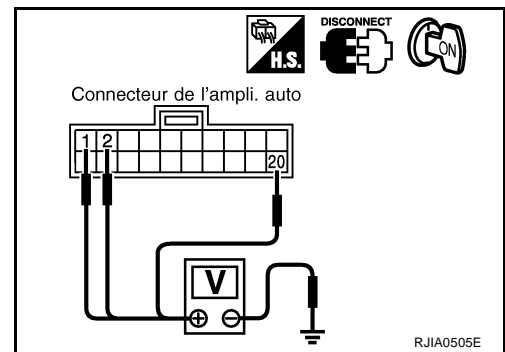 DISCONNECT
H.S.
ON
Connecteur de l'ampli. auto
1 2
20
V
+ −
RJIA0505E